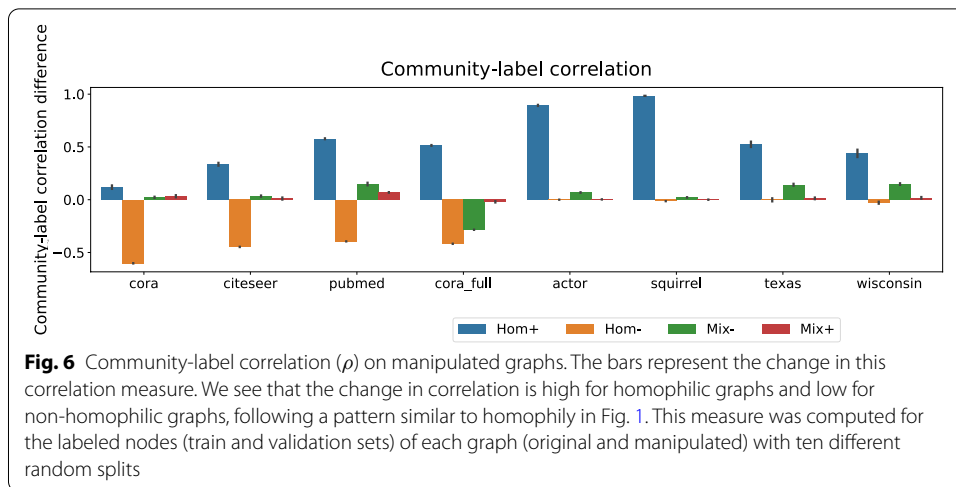 Community-label correlation
Community-label correlation difference
1.0
0.5
0.0
−0.5
cora citeseer pubmed cora_full actor squirrel texas wisconsin
Hom+ Hom- Mix- Mix+
Fig. 6 Community-label correlation (ρ) on manipulated graphs. The bars represent the change in this
correlation measure. We see that the change in correlation is high for homophilic graphs and low for
non-homophilic graphs, following a pattern similar to homophily in Fig. 1. This measure was computed for
the labeled nodes (train and validation sets) of each graph (original and manipulated) with ten different
random splits